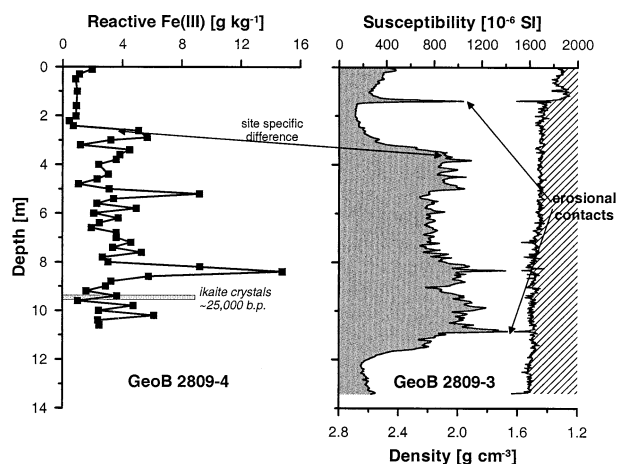 Reactive Fe(III) [g kg-1]
0 4 8 12 16
Susceptibility [10-6 SI]
0 400 800 1200 1600 2000
Depth [m]
0
2
4
6
8
10
12
14
site specific
difference
erosional
contacts
ikaite crystals
~25,000 b.p.
GeoB 2809-4
GeoB 2809-3
2.8 2.0 1.6 1.2
Density [g cm-3]